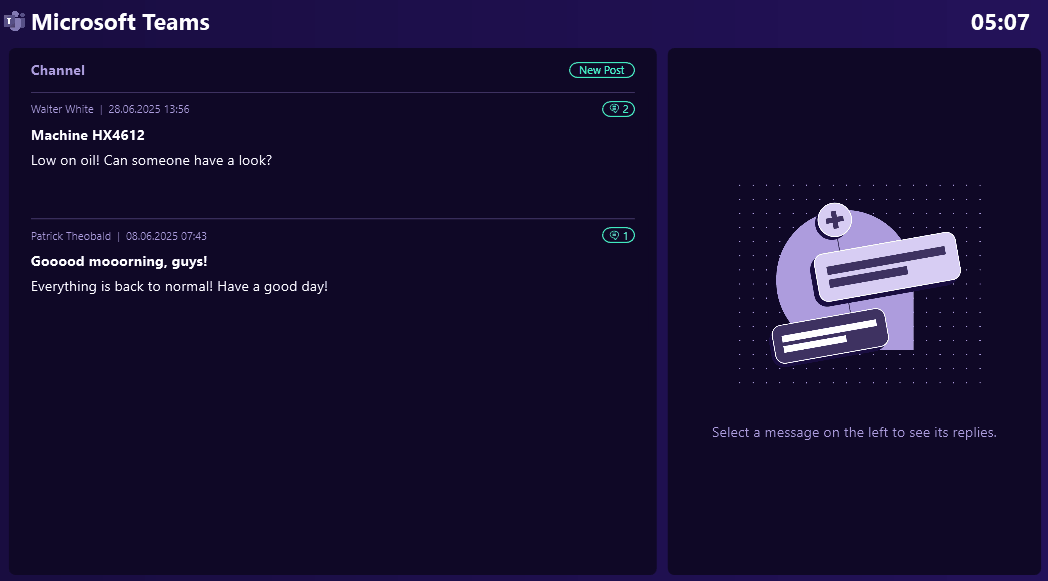 Microsoft Teams
05:07
Channel
New Post
Walter White | 28.06.2025 13:56
2
Machine HX4612
Low on oil! Can someone have a look?
Patrick Theobald | 08.06.2025 07:43
1
Gooood mooorning, guys!
Everything is back to normal! Have a good day!
Select a message on the left to see its replies.